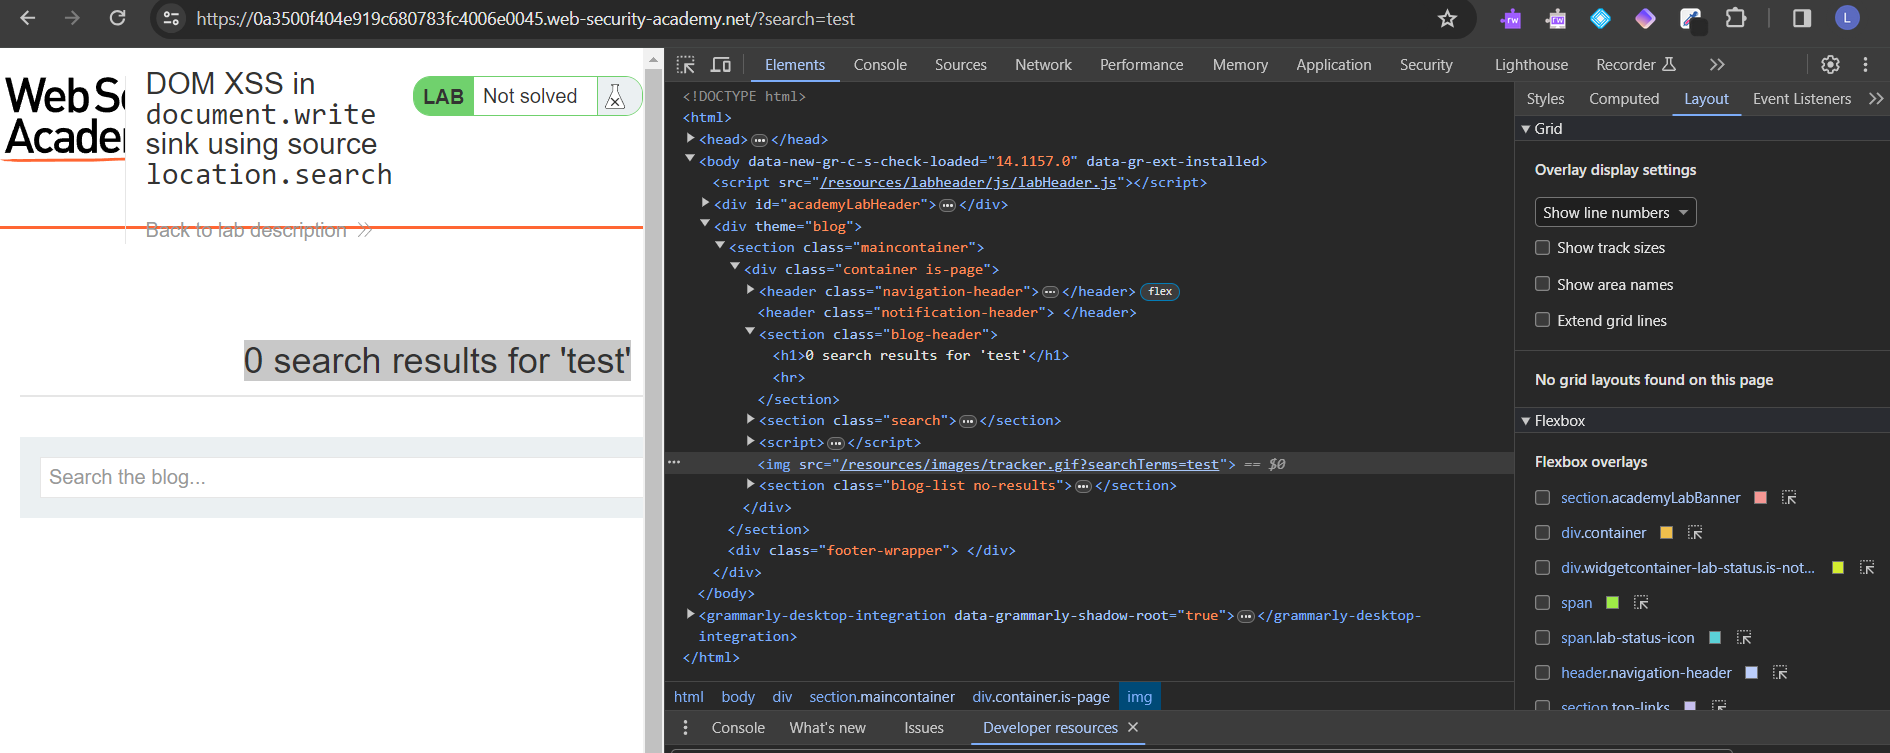 https://0a3500f404e919c680783fc4006e0045.web-security-academy.net/?search=test
rw
rw
L
Web Se
Acader
DOM XSS in
document.write
sink using source
location.search
LAB Not solved
Back to lab description
0 search results for 'test'
Search the blog...
Elements Console Sources Network Performance Memory Application Security Lighthouse Recorder
<!DOCTYPE html>
<html>
<head> ••• </head>
<body data-new-gr-c-s-check-loaded="14.1157.0" data-gr-ext-installed>
<script src="/resources/labheader/js/labHeader.js"></script>
<div id="academyLabHeader"> ••• </div>
<div theme="blog">
<section class="maincontainer">
<div class="container is-page">
<header class="navigation-header"> ••• </header> flex
<header class="notification-header"> </header>
<section class="blog-header">
<h1>0 search results for 'test'</h1>
<hr>
</section>
<section class="search"> ••• </section>
<script> ••• </script>
<img src="/resources/images/tracker.gif?searchTerms=test"> == $0
<section class="blog-list no-results"> ••• </section>
</div>
</section>
<div class="footer-wrapper"> </div>
</div>
</body>
<grammarly-desktop-integration data-grammarly-shadow-root="true"> ••• </grammarly-desktop-
integration>
</html>
html body div section.maincontainer div.container.is-page img
Console What's new Issues Developer resources
Styles Computed Layout Event Listeners
Grid
Overlay display settings
Show line numbers
Show track sizes
Show area names
Extend grid lines
No grid layouts found on this page
Flexbox
Flexbox overlays
section.academyLabBanner
div.container
div.widgetcontainer-lab-status.is-not...
span
span.lab-status-icon
header.navigation-header
section.top-links